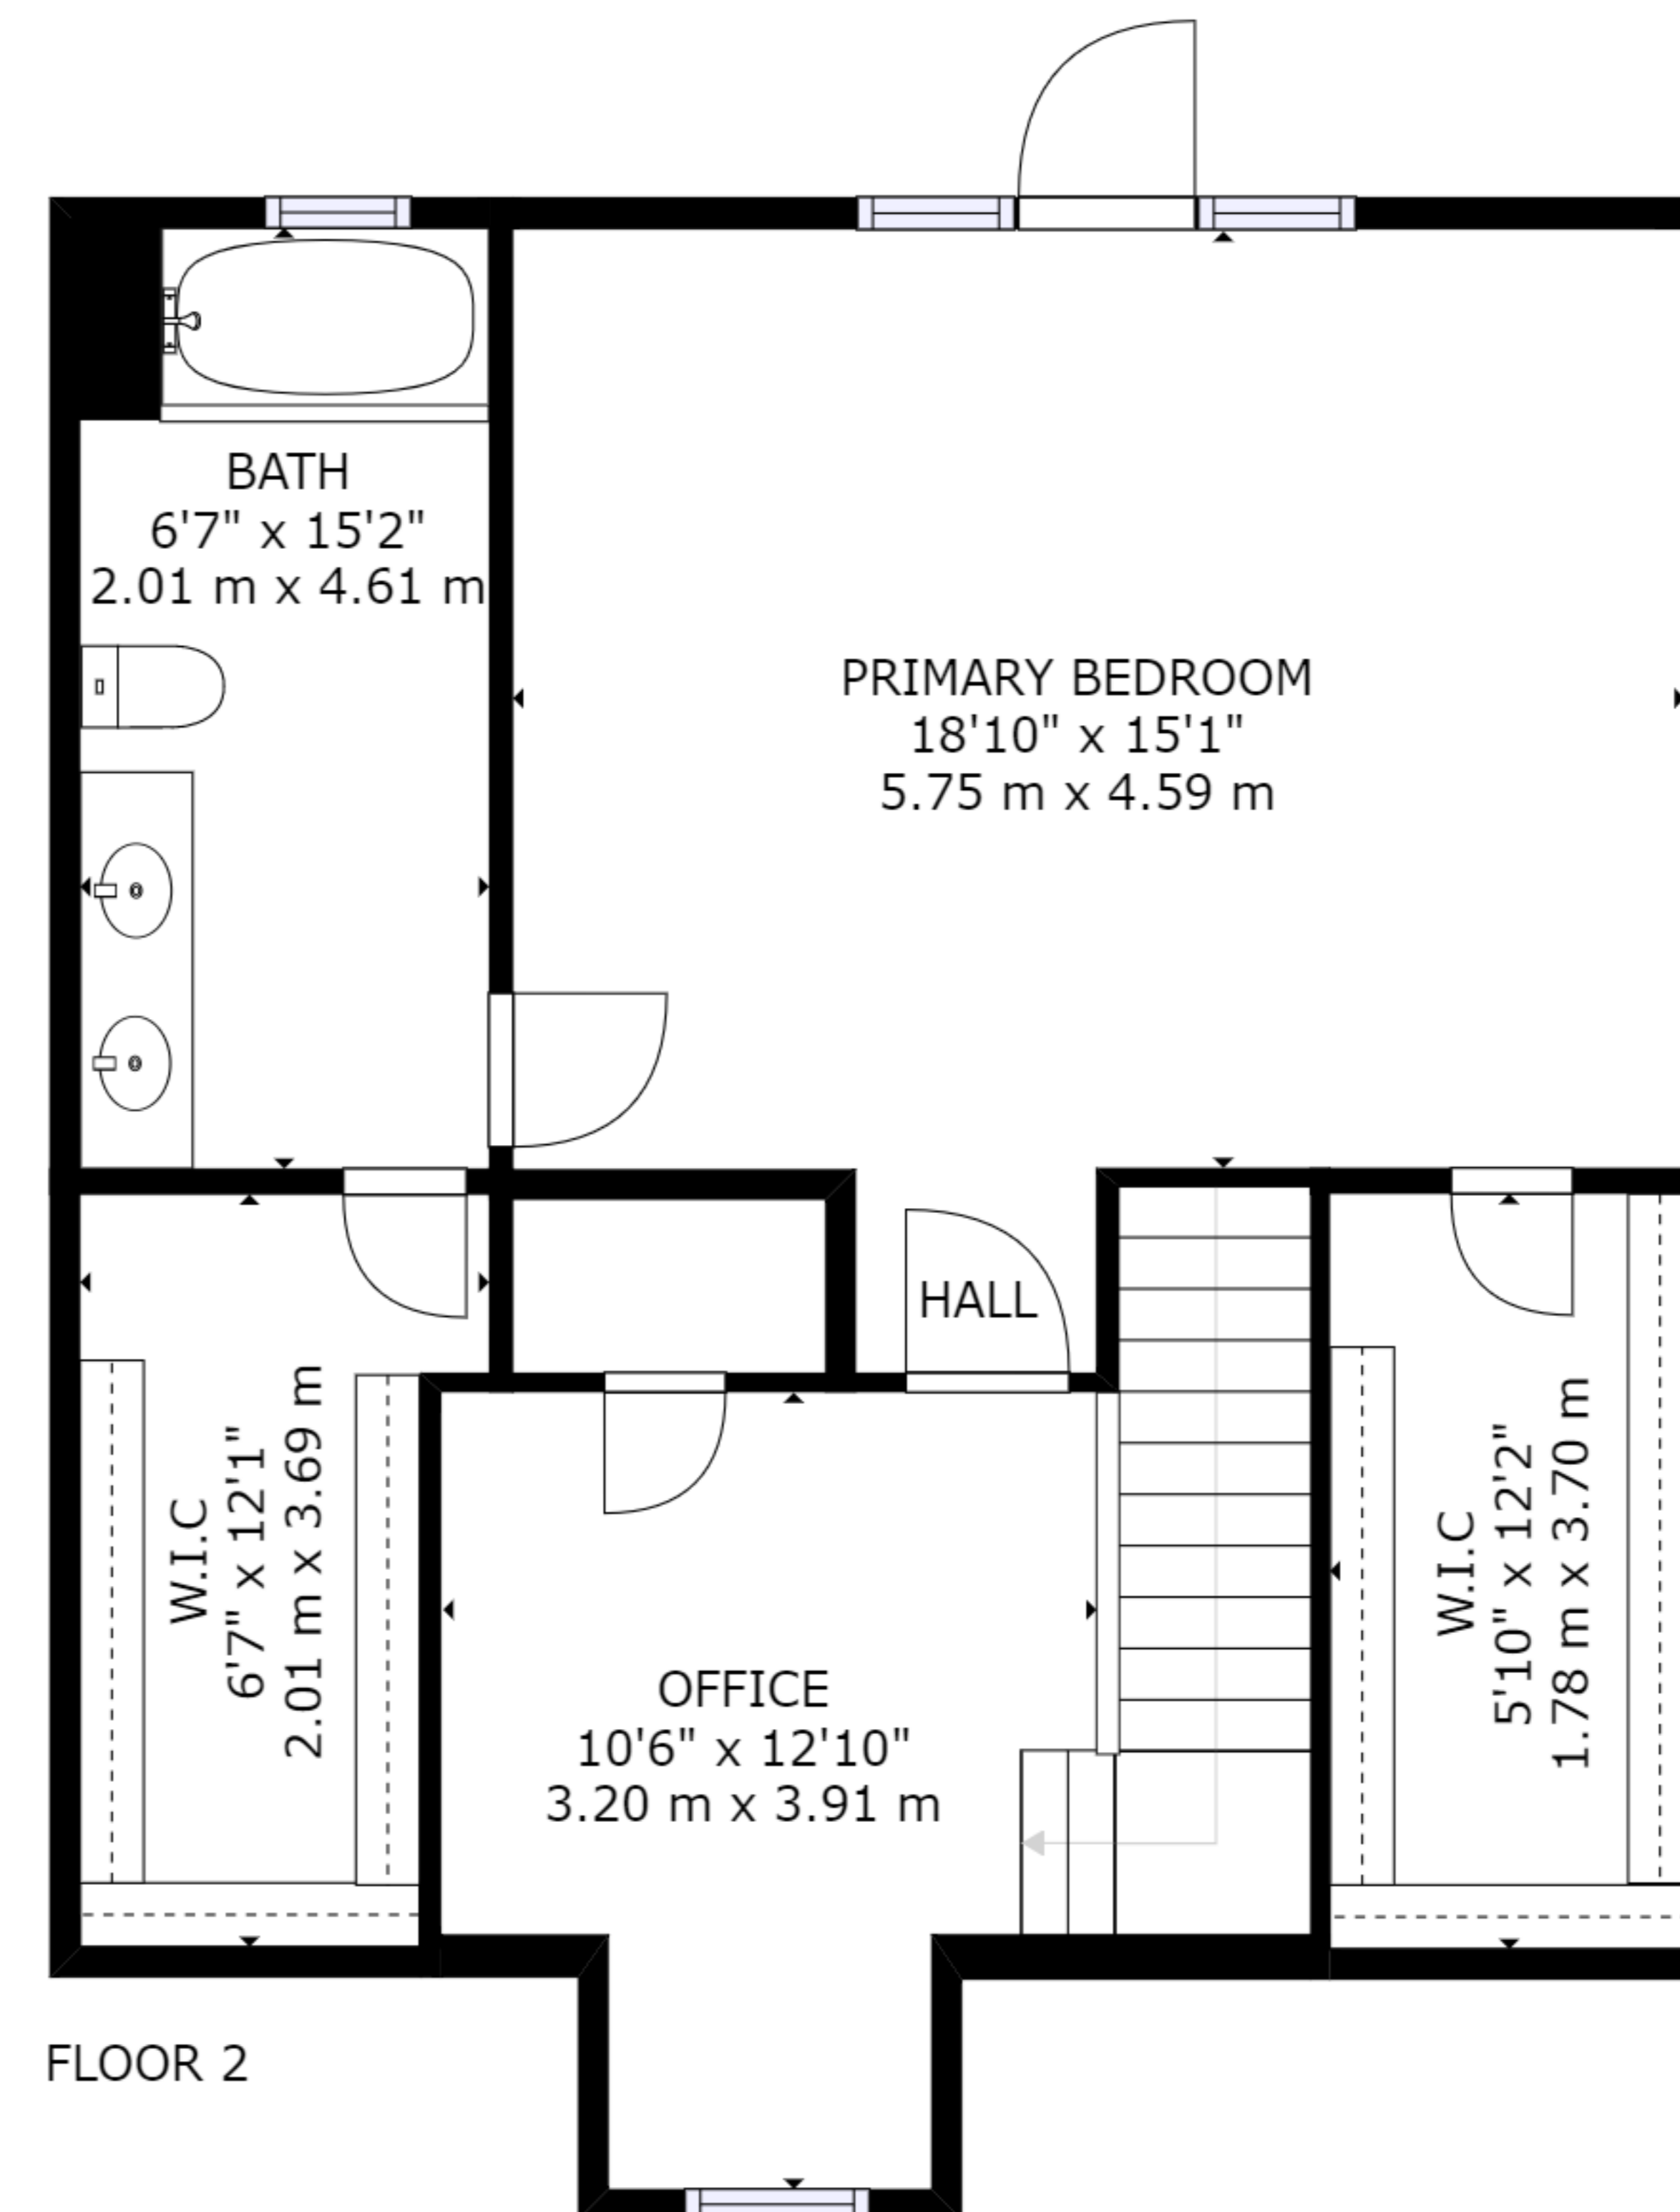 BATH
6'7" x 15'2"
2.01 m x 4.61 m
PRIMARY BEDROOM
18'10" x 15'1"
5.75 m x 4.59 m
HALL
W.I.C
6'7" x 12'1"
2.01 m x 3.69 m
OFFICE
10'6" x 12'10"
3.20 m x 3.91 m
W.I.C
5'10" x 12'2"
1.78 m x 3.70 m
FLOOR 2